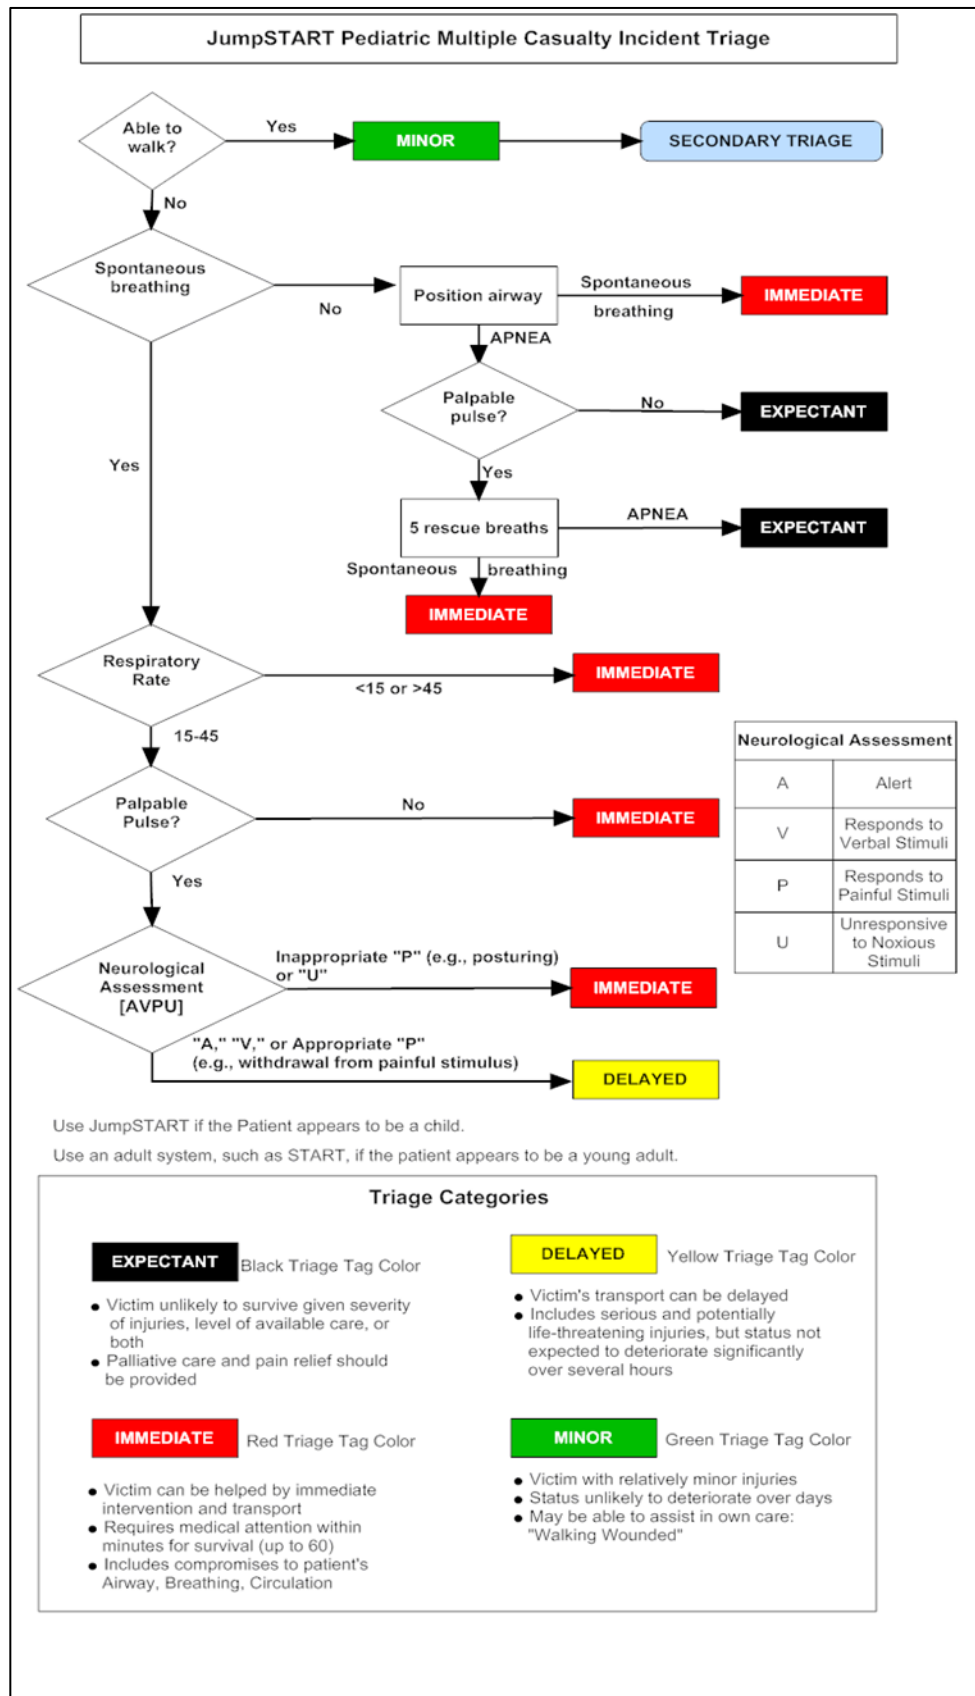 JumpSTART Pediatric Multiple Casualty Incident Triage
Able to
walk?
Yes
MINOR
SECONDARY TRIAGE
No
Spontaneous
breathing
No
Position airway
Spontaneous
breathing
IMMEDIATE
APNEA
Palpable
pulse?
No
EXPECTANT
Yes
Yes
5 rescue breaths
APNEA
EXPECTANT
Spontaneous breathing
IMMEDIATE
Respiratory
Rate
<15 or >45
IMMEDIATE
15-45
Palpable
Pulse?
No
IMMEDIATE
Yes
Neurological Assessment
A Alert
V Responds to
Verbal Stimuli
P Responds to
Painful Stimuli
U Unresponsive
to Noxious
Stimuli
Neurological
Assessment
[AVPU]
Inappropriate "P" (e.g., posturing)
or "U"
IMMEDIATE
"A," "V," or Appropriate "P"
(e.g., withdrawal from painful stimulus)
DELAYED
Use JumpSTART if the Patient appears to be a child.
Use an adult system, such as START, if the patient appears to be a young adult.
Triage Categories
EXPECTANT Black Triage Tag Color
● Victim unlikely to survive given severity
of injuries, level of available care, or
both
● Palliative care and pain relief should
be provided
DELAYED Yellow Triage Tag Color
● Victim's transport can be delayed
● Includes serious and potentially
life-threatening injuries, but status not
expected to deteriorate significantly
over several hours
IMMEDIATE Red Triage Tag Color
● Victim can be helped by immediate
intervention and transport
● Requires medical attention within
minutes for survival (up to 60)
● Includes compromises to patient's
Airway, Breathing, Circulation
MINOR Green Triage Tag Color
● Victim with relatively minor injuries
● Status unlikely to deteriorate over days
● May be able to assist in own care:
"Walking Wounded"